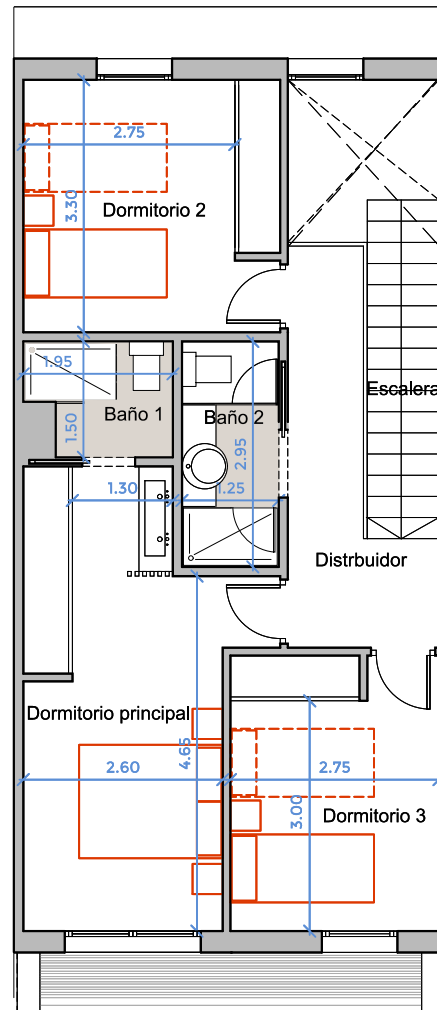 2.75
3.30
Dormitorio 2
1.95
Baño 1
Baño 2
Escalera
1.50
2.95
1.30
1.25
Distrbuidor
Dormitorio principal
4.65
2.60
2.75
3.00
Dormitorio 3